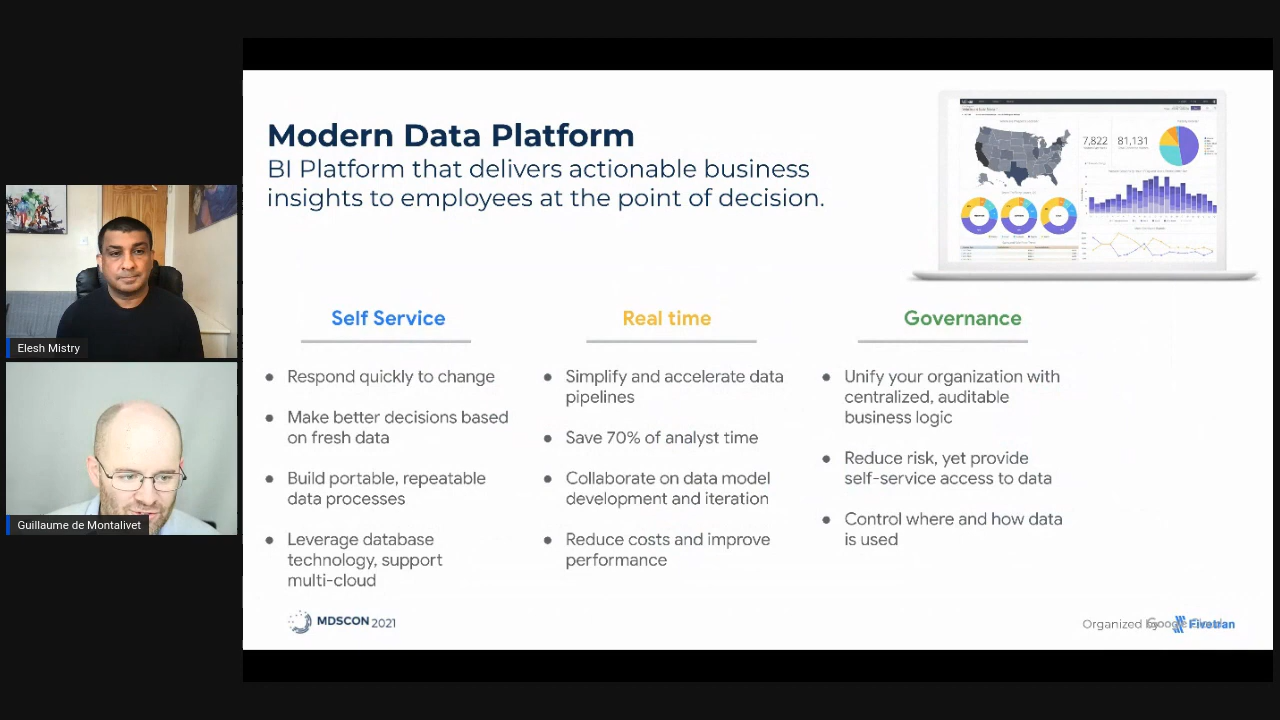 Modern Data Platform
BI Platform that delivers actionable business
insights to employees at the point of decision.
7,822
81,131
Self Service
Respond quickly to change
Make better decisions based
on fresh data
Build portable, repeatable
data processes
Leverage database
technology, support
multi-cloud
Real time
Simplify and accelerate data
pipelines
Save 70% of analyst time
Collaborate on data model
development and iteration
Reduce costs and improve
performance
Governance
Unify your organization with
centralized, auditable
business logic
Reduce risk, yet provide
self-service access to data
Control where and how data
is used
MDSCON 2021
Organized by Fivetran
Elesh Mistry
Guillaume de Montalivet